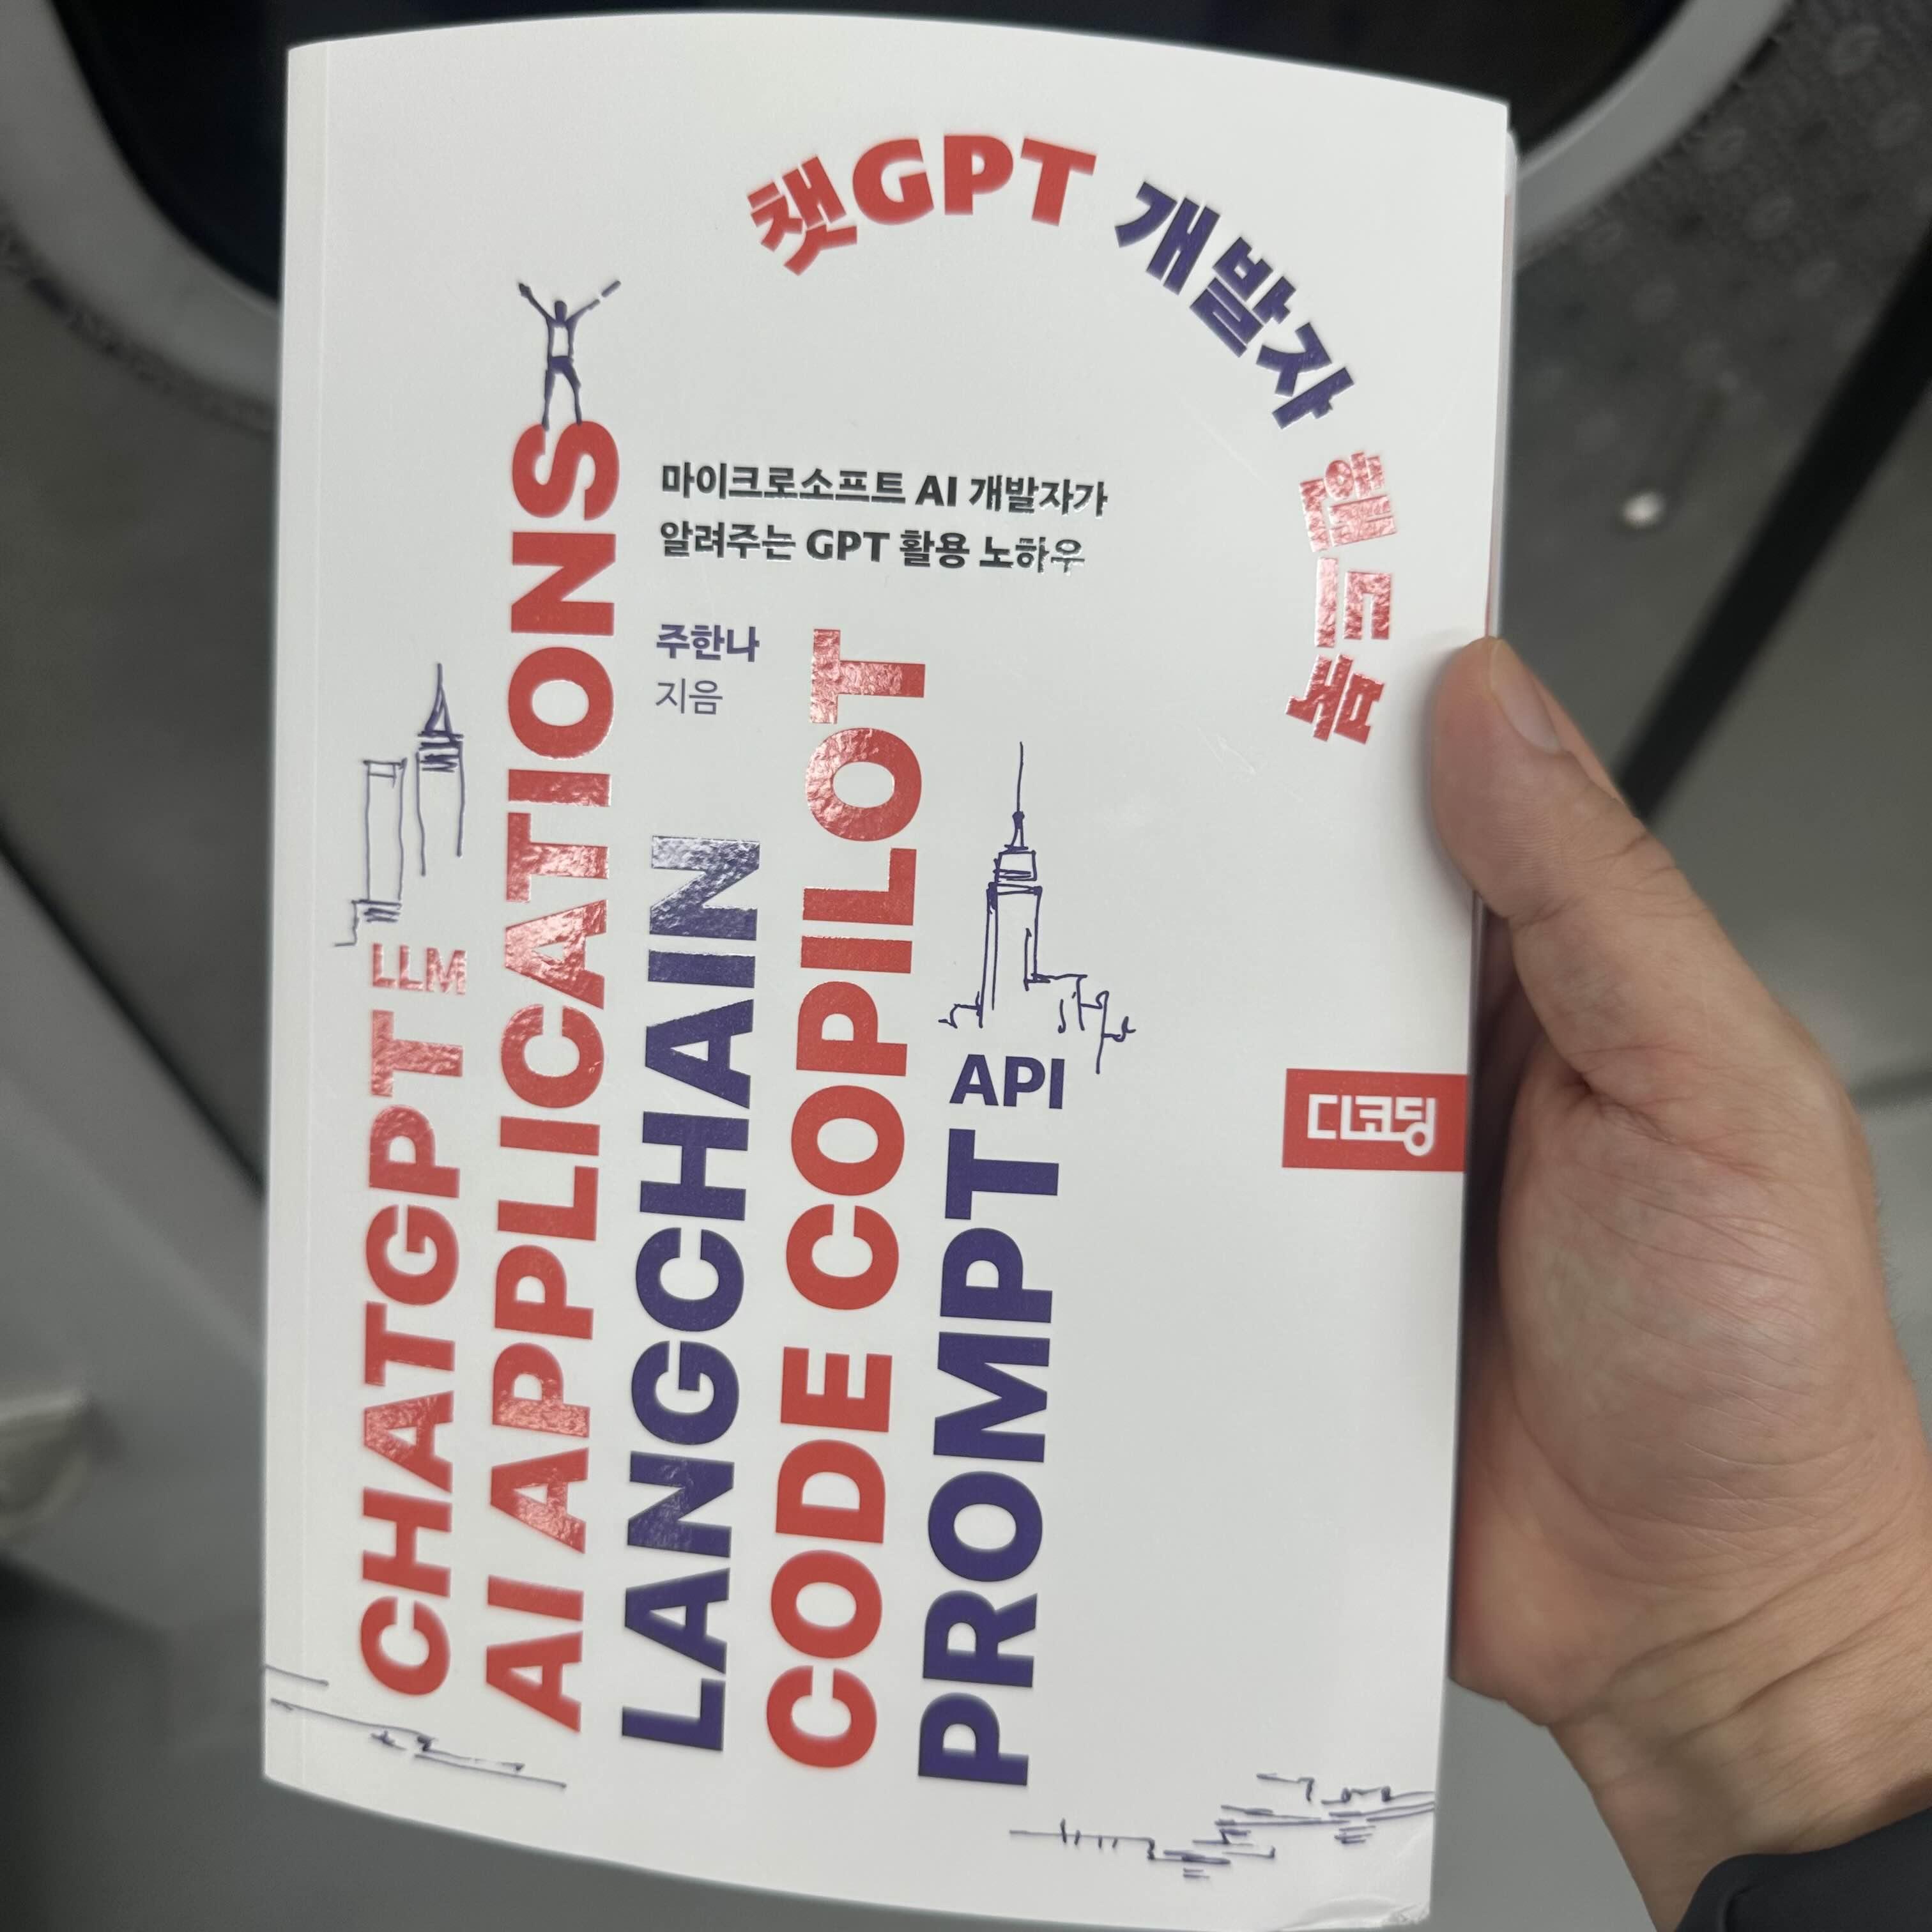 챗GPT 개발자 핸드북
마이크로소프트 AI 개발자가
알려주는 GPT 활용 노하우
주한나
지음
CHATGPT LLM
AI APPLICATIONS
LANGCHAIN
CODE COPILOT
PROMPT API
디코딩